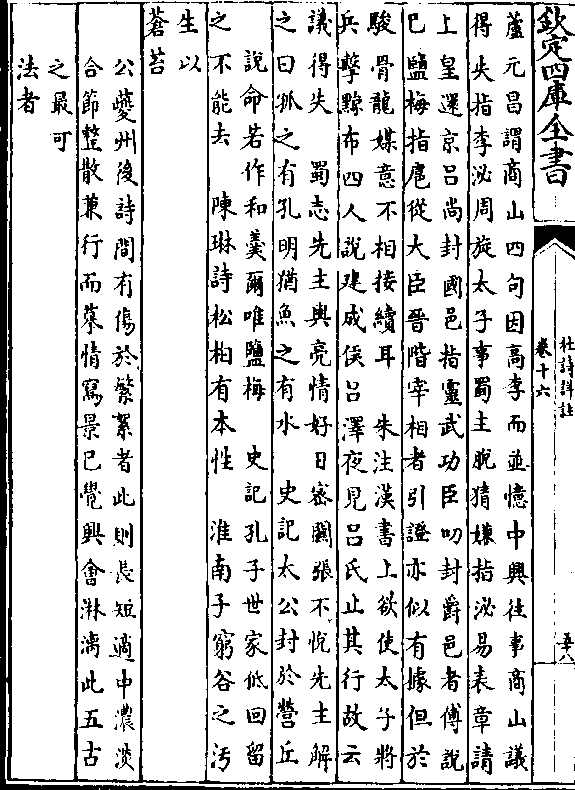 欽定四庫全書
杜詩詳註
卷十六
五十八
蘆元昌謂商山四句因高李而並憶中興往事商山議
得失指李泌周旋太子事蜀主脫猜嫌指泌易表章請
上皇還京呂尚封國邑指靈武功臣叨封爵邑者傅說
已鹽梅指扈從大臣晉階宰相者引證亦似有據但於
駿骨龍媒意不相接續耳　朱注漢書上欲使太子將
兵擊黥布四人說建成侯呂澤夜見呂氏止其行故云
議得失　蜀志先主與亮情好日密關張不悅先主解
之曰孤之有孔明猶魚之有水　史記太公封於營丘
說命若作和羹爾唯鹽梅　史記孔子世家低回留
之不能去　陳琳詩松柏有本性　淮南子窮谷之污
生以
蒼苔
公夔州後詩間有傷於繁絮者此則長短適中濃淡
合節整散兼行而摹情寫景已覺興會淋漓此五古
之最可
法者